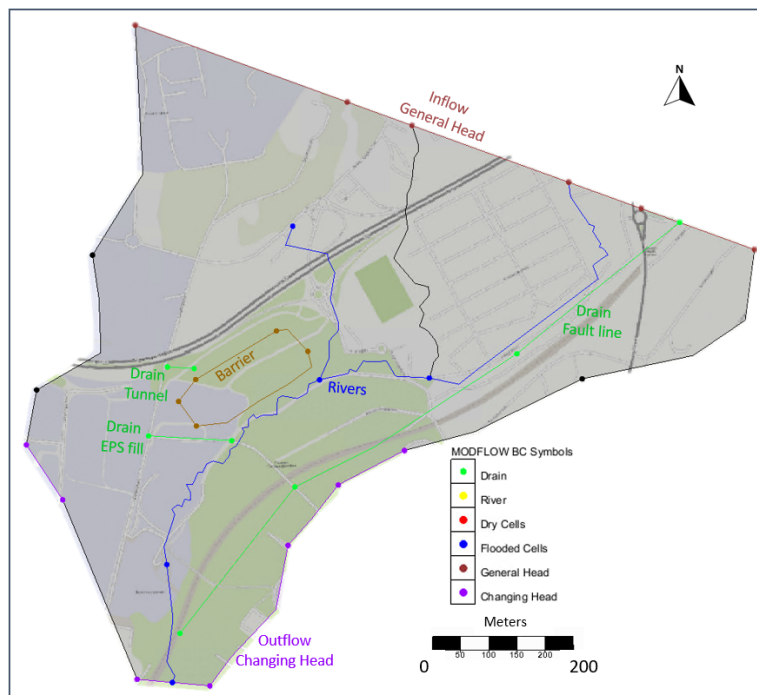 N
Inflow
General Head
Drain
Fault line
Barrier
Drain
Tunnel
Rivers
Drain
EPS fill
MODFLOW BC Symbols
Drain
River
Dry Cells
Flooded Cells
General Head
Changing Head
Outflow
Changing Head
Meters
0 50 100 150 200 200